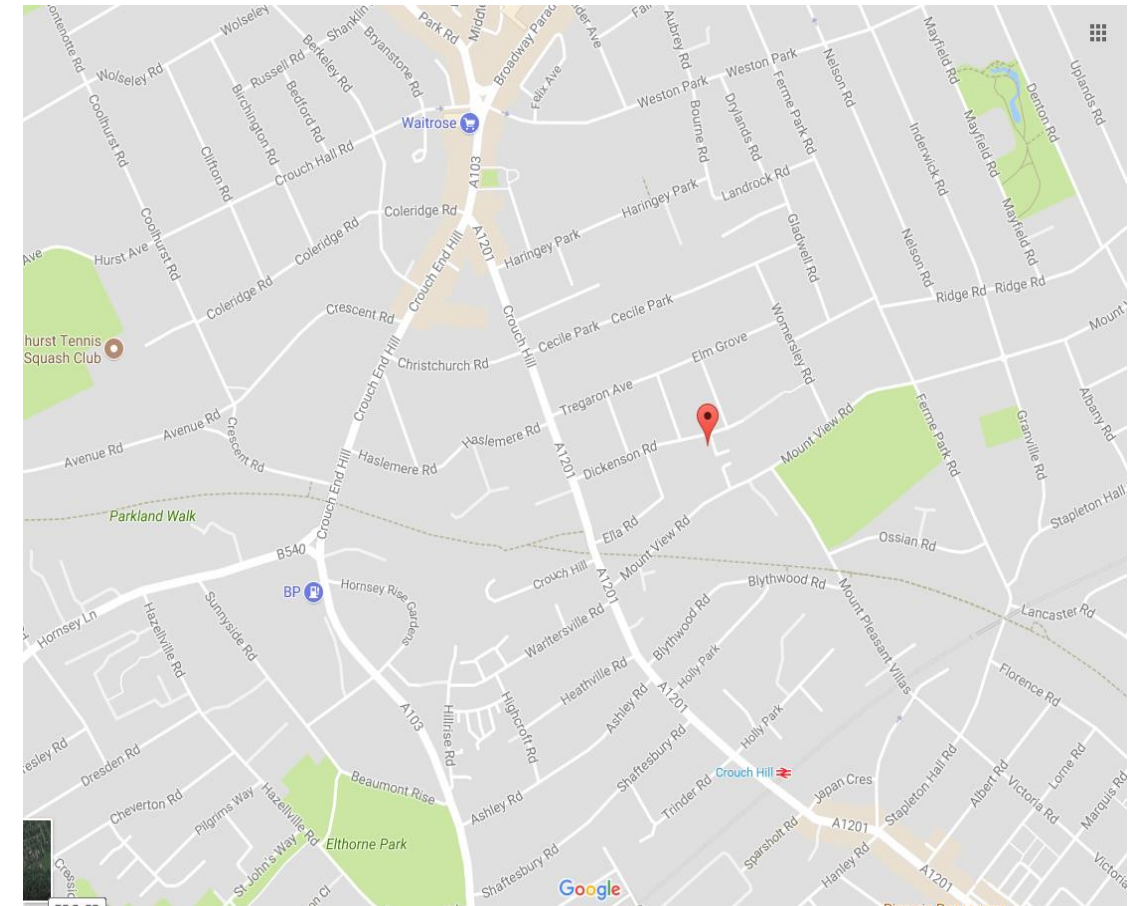 Wolseley Rd
Shanklin
Park Rd
Middle
Broadway Parad
Aubrey Rd
Mayfield Rd
Uplands Rd
Coolhurst Rd
Wolseley Rd
Russell Rd
Berkeley Rd
Bryanstone Rd
Felix Ave
Weston Park
Weston Park
Ferme Park Rd
Nelson Rd
Denton Rd
Birchington Rd
Bedford Rd
Waitrose
Bourne Rd
Drylands Rd
Inderwick Rd
Mayfield Rd
Clifton Rd
Crouch Hall Rd
A103
Landrock Rd
Haringey Park
Mayfield Rd
Coolhurst Rd
Coleridge Rd
Coleridge Rd
A1201
Haringey Park
Gladwell Rd
Nelson Rd
Hurst Ave
Ave
Coleridge Rd
Crouch End Hill
Ridge Rd
Ridge Rd
Crescent Rd
Crouch Hill
Cecile Park
Cecile Park
Womersley Rd
Mount
hurst Tennis
Squash Club
Christchurch Rd
Elm Grove
Crouch End Hill
Tregaron Ave
Avenue Rd
Avenue Rd
Crescent Rd
Haslemere Rd
Haslemere Rd
A1201
Dickenson Rd
Mount View Rd
Ferme Park Rd
Granville Rd
Albany Rd
Crouch End Hill
Parkland Walk
Stapleton Hall
B540
Ella Rd
Mount View Rd
Ossian Rd
BP
Hornsey Rise Gardens
Crouch Hill
A1201
Blythwood Rd
Mount Pleasant Villas
Lancaster Rd
Hornsey Ln
Hazellville Rd
Sunnyside Rd
Warltersville Rd
Blythwood Rd
Holly Park
Heathville Rd
Florence Rd
A103
Hillrise Rd
Highcroft Rd
Ashley Rd
A1201
Holly Park
Dresden Rd
Shaftesbury Rd
Crouch Hill
Beaumont Rise
Trinder Rd
Japan Cres
Stapleton Hall Rd
Albert Rd
Lorne Rd
Victoria Rd
Marquis Rd
Cheverton Rd
Pilgrims Way
Hazellville Rd
Ashley Rd
Elthorne Park
St John's Way
Sparsholt Rd
A1201
Hanley Rd
A1201
Victoria
Shaftesbury Rd
Google